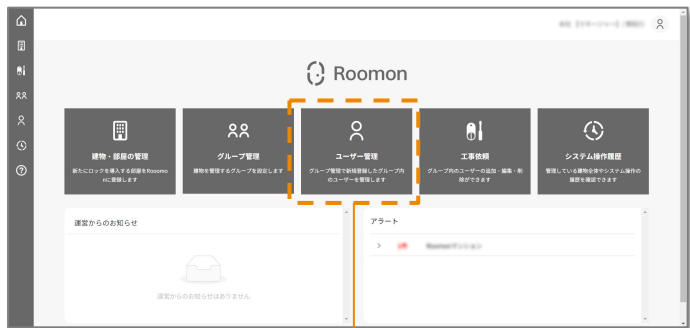 Roomon
建物・部屋の管理
新たにロックを導入する部屋をRooomo
nに登録します
グループ管理
建物を管理するグループを設定します
ユーザー管理
グループ管理で新規登録したグループ内
のユーザーを管理します
工事依頼
グループ内のユーザーの追加・編集・削
除ができます
システム操作履歴
管理している建物全体やシステム操作の
履歴を確認できます
運営からのお知らせ
運営からのお知らせはありません
アラート